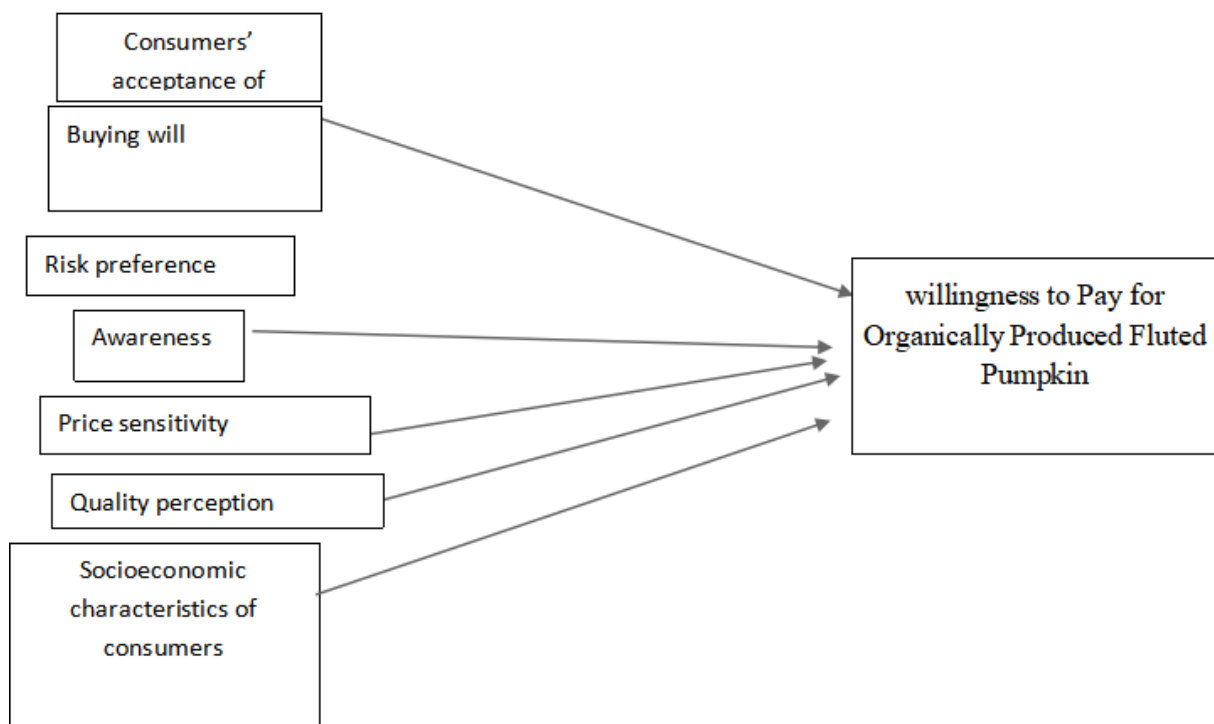 Consumers’
acceptance of
Buying will
Risk preference
Awareness
Price sensitivity
Quality perception
Socioeconomic
characteristics of
consumers
willingness to Pay for
Organically Produced Fluted
Pumpkin